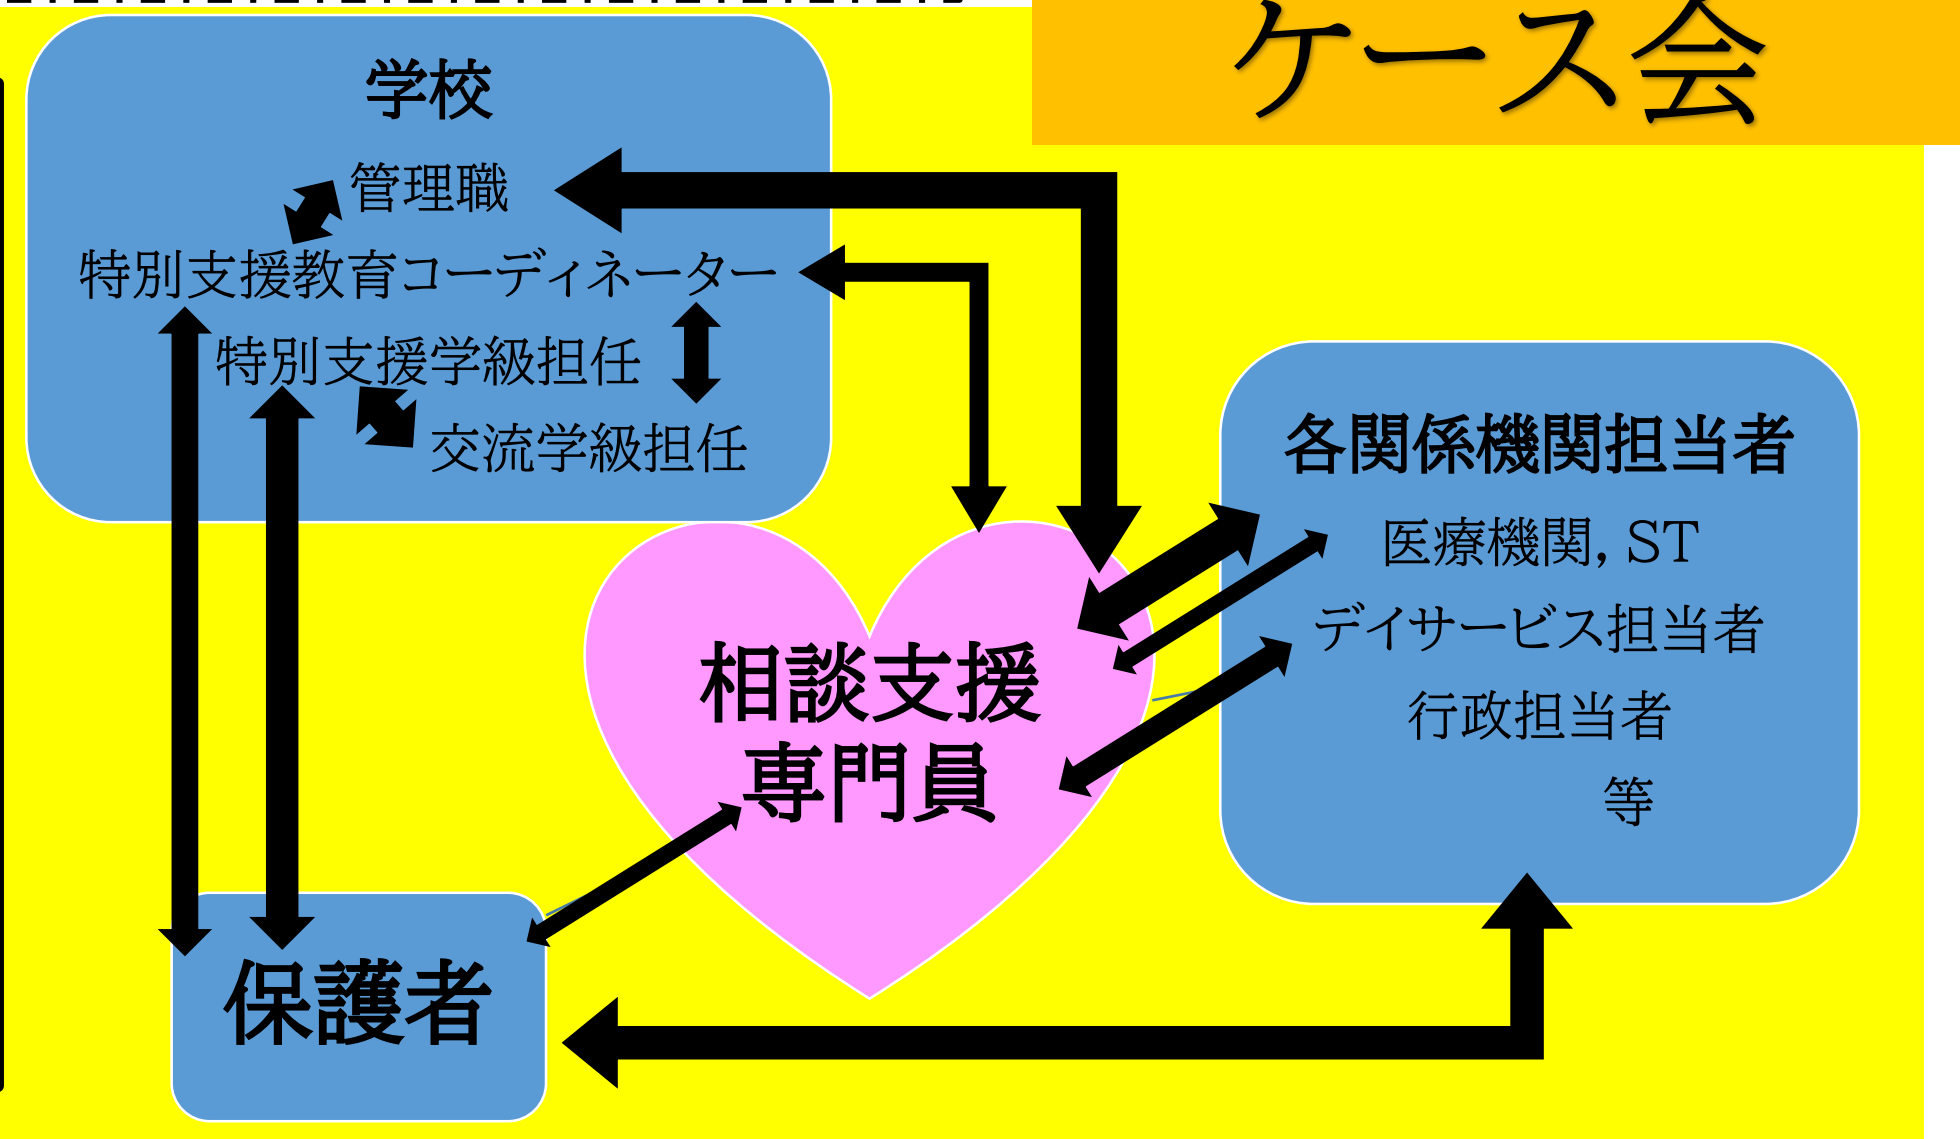 ケース会
学校
管理職
特別支援教育コーディネーター
特別支援学級担任
交流学級担任
各関係機関担当者
医療機関, ST
デイサービス担当者
行政担当者
等
相談支援
専門員
保護者